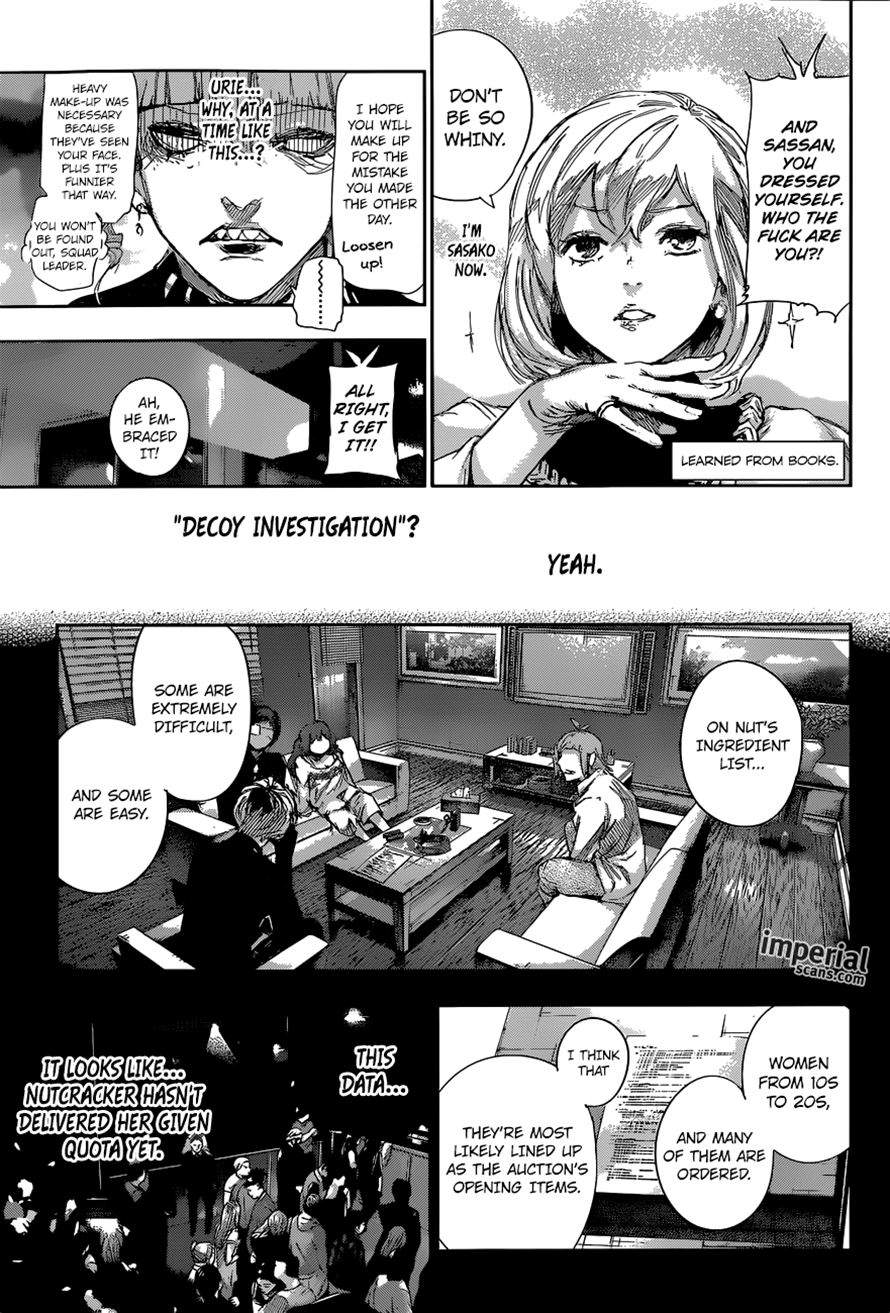 AND
SASSAN,
YOU
DRESSED
YOURSELF.
WHO THE
FUCK ARE
YOU?!
DON'T
BE SO
WHINY.
I'M
SASAKO
NOW.
LEARNED FROM BOOKS.
I HOPE
YOU WILL
MAKE UP
FOR THE
MISTAKE
YOU MADE
THE OTHER
DAY.
Loosen
up!
URIE...
WHY, AT A
TIME LIKE
THIS...?
HEAVY
MAKE-UP WAS
NECESSARY
BECAUSE
THEY'VE SEEN
YOUR FACE.
PLUS IT'S
FUNNIER
THAT WAY.
YOU WON'T
BE FOUND
OUT, SQUAD
LEADER.
..........
ALL
RIGHT,
I GET
IT!!
AH,
HE EM-
BRACED
IT!
"DECOY INVESTIGATION"?
YEAH.
ON NUT'S
INGREDIENT
LIST...
SOME ARE
EXTREMELY
DIFFICULT,
AND SOME
ARE EASY.
imperial
scans.com
WOMEN
FROM 10S
TO 20S,
AND MANY
OF THEM ARE
ORDERED.
I THINK
THAT
THEY'RE MOST
LIKELY LINED UP
AS THE AUCTION'S
OPENING ITEMS.
THIS
DATA...
IT LOOKS LIKE...
NUTCRACKER HASN'T
DELIVERED HER GIVEN
QUOTA YET.